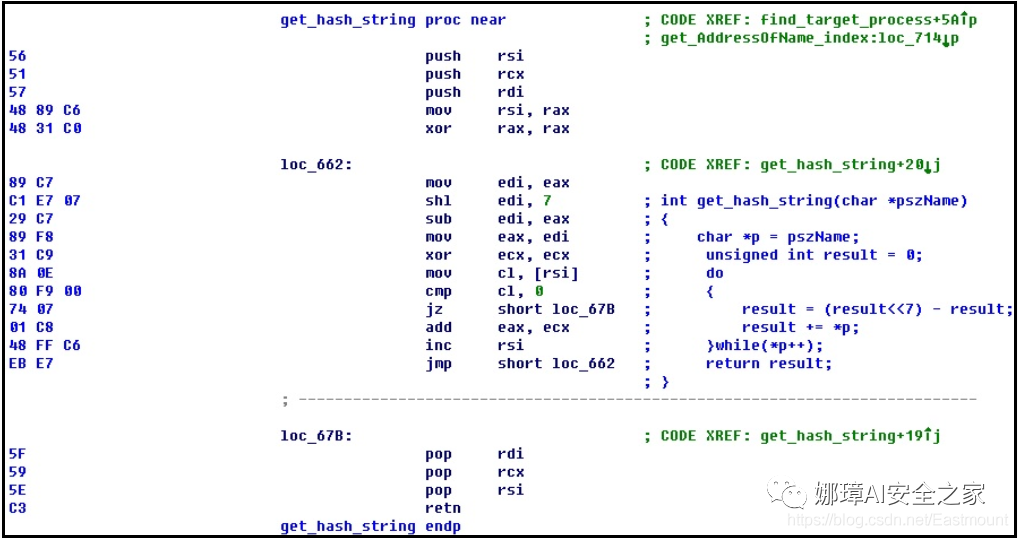 get_hash_string proc near ; CODE XREF: find_target_process+5A↑p
; get_AddressOfName_index:loc_714↓p
56 push rsi
51 push rcx
57 push rdi
48 89 C6 mov rsi, rax
48 31 C0 xor rax, rax
loc_662: ; CODE XREF: get_hash_string+20↓j
89 C7 mov edi, eax
C1 E7 07 shl edi, 7 ; int get_hash_string(char *pszName)
29 C7 sub edi, eax ; {
89 F8 mov eax, edi ; char *p = pszName;
31 C9 xor ecx, ecx ; unsigned int result = 0;
8A 0E mov cl, [rsi] ; do
80 F9 00 cmp cl, 0 ; {
74 07 jz short loc_67B ; result = (result<<7) - result;
01 C8 add eax, ecx ; result += *p;
48 FF C6 inc rsi ; }while(*p++);
EB E7 jmp short loc_662 ; return result;
; }
; ---------------------------------------------------------------------------
loc_67B: ; CODE XREF: get_hash_string+19↑j
5F pop rdi
59 pop rcx
5E pop rsi
C3 retn
get_hash_string endp
娜璋AI安全之家
https://blog.csdn.net/Eastmount